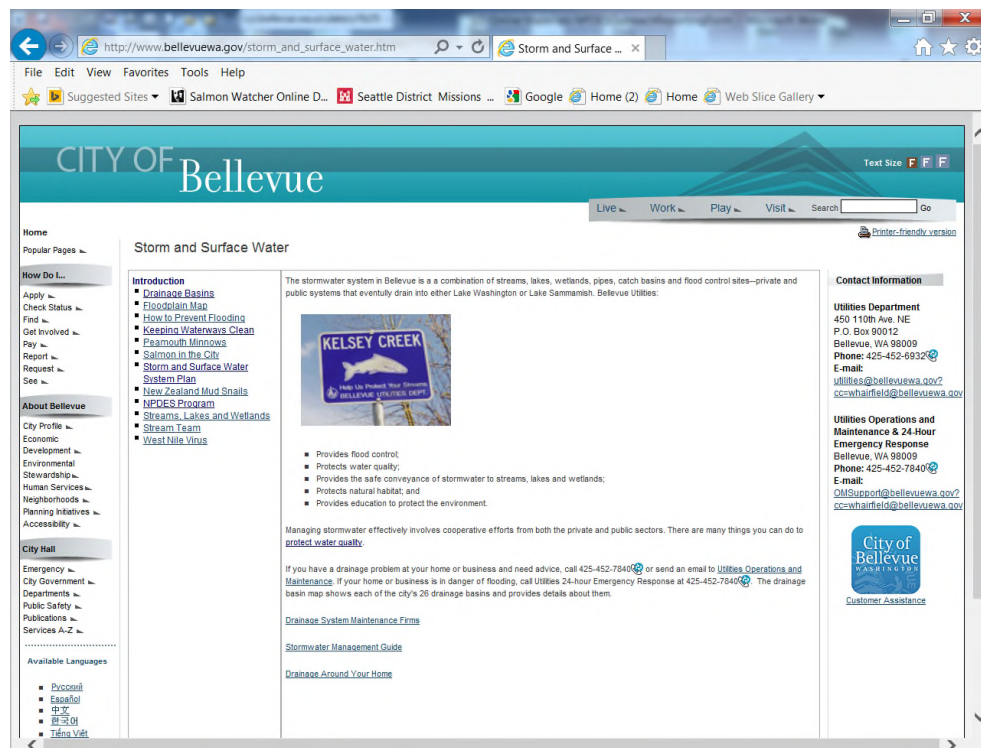 http://www.bellevuewa.gov/storm_and_surface_water.htm
Storm and Surface ...
File Edit View Favorites Tools Help
Suggested Sites
Salmon Watcher Online D...
Seattle District Missions ...
Google
Home (2)
Home
Web Slice Gallery
CITY OF Bellevue
Text Size F F F
Live Work Play Visit Search Go
Home
Popular Pages
Printer-friendly version
Storm and Surface Water
How Do I...
Apply
Check Status
Find
Get Involved
Pay
Report
Request
See
About Bellevue
City Profile
Economic
Development
Environmental
Stewardship
Human Services
Neighborhoods
Planning Initiatives
Accessibility
City Hall
Emergency
City Government
Departments
Public Safety
Publications
Services A-Z
Available Languages
Русский
Español
中文
한국어
Tiếng Việt
Introduction
Drainage Basins
Floodplain Map
How to Prevent Flooding
Keeping Waterways Clean
Peamouth Minnows
Salmon in the City
Storm and Surface Water
System Plan
New Zealand Mud Snails
NPDES Program
Streams, Lakes and Wetlands
Stream Team
West Nile Virus
The stormwater system in Bellevue is a a combination of streams, lakes, wetlands, pipes, catch basins and flood control sites--private and
public systems that eventully drain into either Lake Washington or Lake Sammamish. Bellevue Utilities:
KELSEY CREEK
Help Us Protect Your Streams
BELLEVUE UTILITIES DEPT.
Provides flood control;
Protects water quality;
Provides the safe conveyance of stormwater to streams, lakes and wetlands;
Protects natural habitat; and
Provides education to protect the environment.
Managing stormwater effectively involves cooperative efforts from both the private and public sectors. There are many things you can do to
protect water quality.
If you have a drainage problem at your home or business and need advice, call 425-452-7840 or send an email to Utilities Operations and
Maintenance. If your home or business is in danger of flooding, call Utilities 24-hour Emergency Response at 425-452-7840. The drainage
basin map shows each of the city's 26 drainage basins and provides details about them.
Drainage System Maintenance Firms
Stormwater Management Guide
Drainage Around Your Home
Contact Information
Utilities Department
450 110th Ave. NE
P.O. Box 90012
Bellevue, WA 98009
Phone: 425-452-6932
E-mail:
utilities@bellevuewa.gov?
cc=whairfield@bellevuewa.gov
Utilities Operations and
Maintenance & 24-Hour
Emergency Response
Bellevue, WA 98009
Phone: 425-452-7840
E-mail:
OMSupport@bellevuewa.gov?
cc=whairfield@bellevuewa.gov
City of
Bellevue
WASHINGTON
Customer Assistance